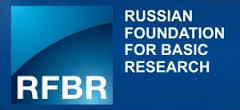 RUSSIAN
FOUNDATION
FOR BASIC
RESEARCH
RFBR